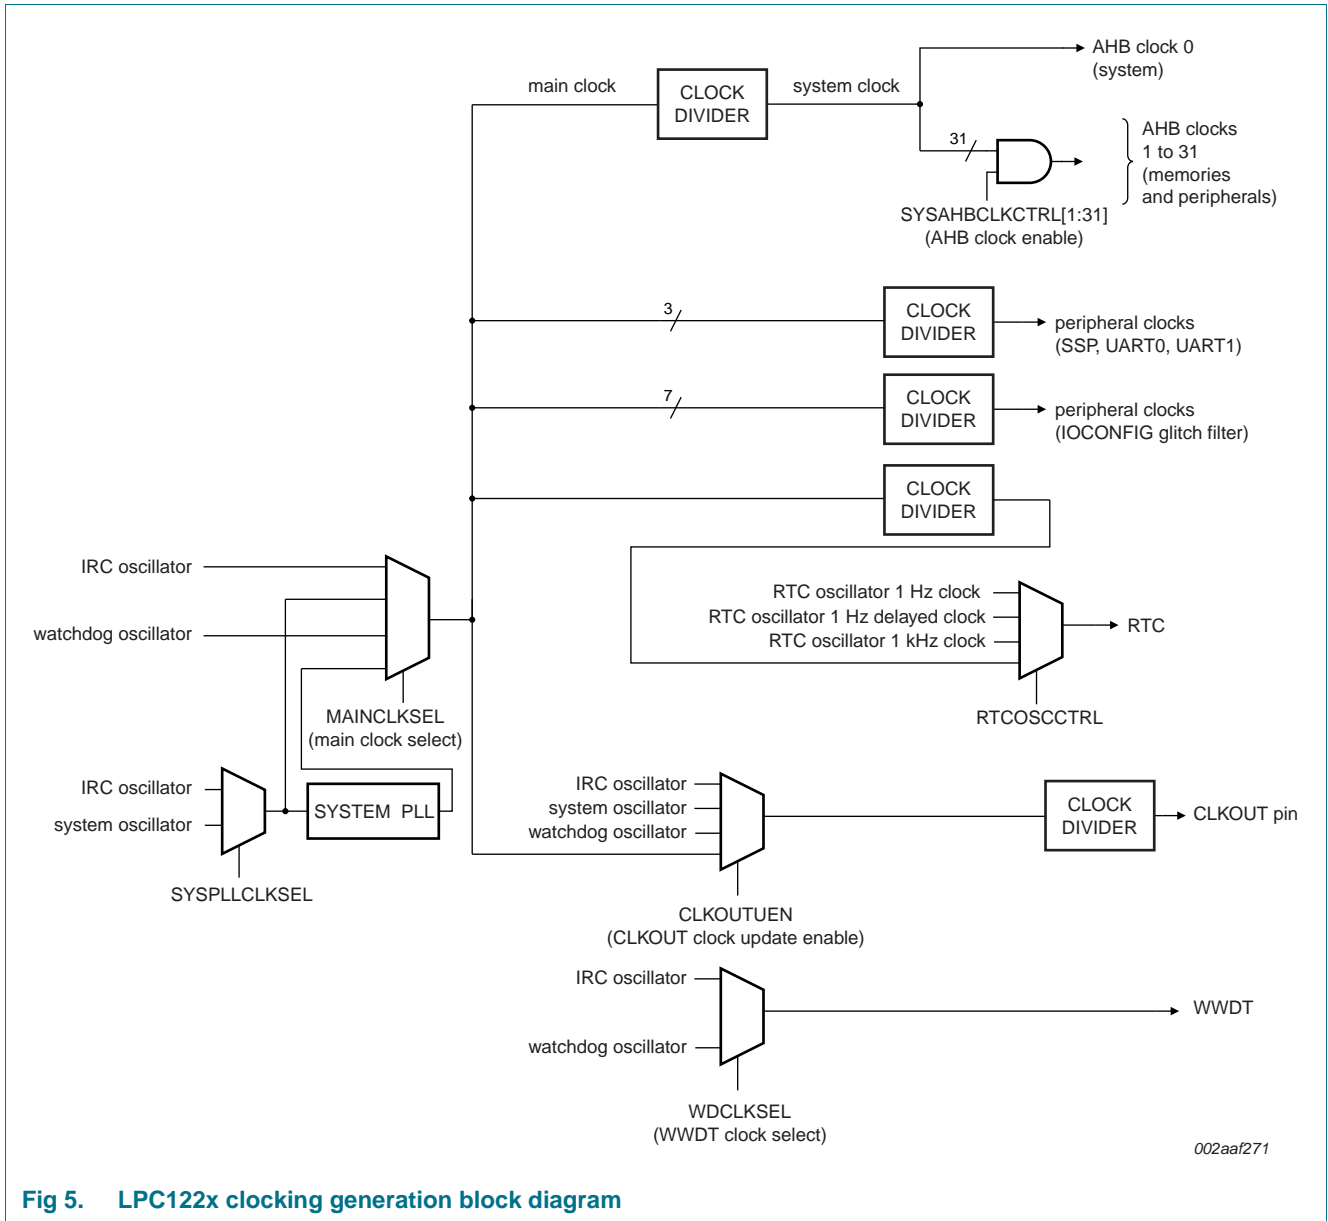 AHB clock 0
(system)
main clock
CLOCK
DIVIDER
system clock
31
AHB clocks
1 to 31
(memories
and peripherals)
SYSAHBCLKCTRL[1:31]
(AHB clock enable)
3
CLOCK
DIVIDER
peripheral clocks
(SSP, UART0, UART1)
7
CLOCK
DIVIDER
peripheral clocks
(IOCONFIG glitch filter)
CLOCK
DIVIDER
IRC oscillator
watchdog oscillator
MAINCLKSEL
(main clock select)
RTC oscillator 1 Hz clock
RTC oscillator 1 Hz delayed clock
RTC oscillator 1 kHz clock
RTC
RTCOSCCTRL
IRC oscillator
system oscillator
SYSTEM PLL
SYSPLLCLKSEL
IRC oscillator
system oscillator
watchdog oscillator
CLOCK
DIVIDER
CLKOUT pin
CLKOUTUEN
(CLKOUT clock update enable)
IRC oscillator
watchdog oscillator
WWDT
WDCLKSEL
(WWDT clock select)
002aaf271
Fig 5. LPC122x clocking generation block diagram